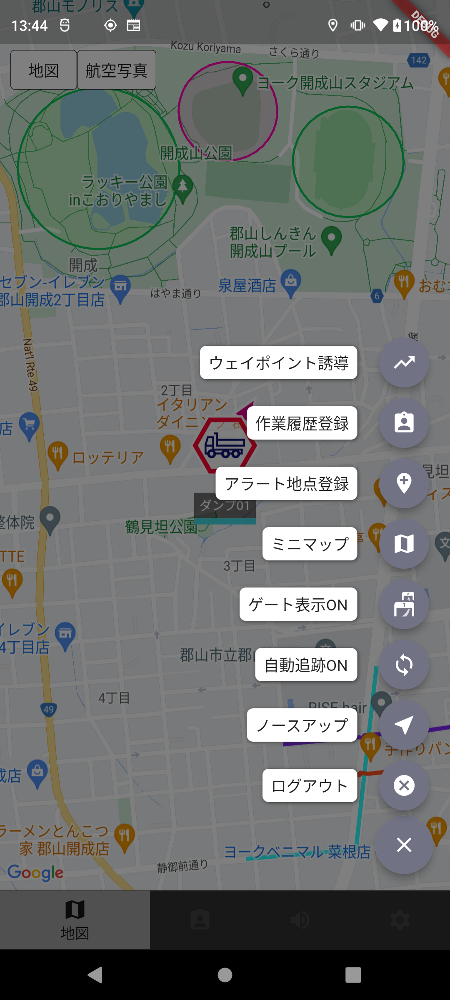 郡山モノリス
13:44
100%
DEBUG
Kozu Koriyama
さくら通り
142
地図
航空写真
ヨーク開成山スタジアム
開成山公園
ラッキー公園
inこおりやまし
郡山しんきん
開成山プール
開成
セブン-イレブン
郡山開成2丁目店
はやま通り
泉屋酒店
6
おむ
線
Nat'l Rte 49
ウェイポイント誘導
2丁目
イタリアン
ダイニン
作業履歴登録
店
ロッテリア
アラート地点登録
見坦
ィス
ダンプ01
整体院
鶴見坦公園
ミニマップ
文
TTE
3丁目
ゲート表示ON
2
1
イレブン
4丁目店
郡山市立郡
自動追跡ON
4丁目
49
RISE hair
ノースアップ
手作りパン
成店
ログアウト
ラーメンとんこつ
家 郡山開成店
ヨークベニマル 菜根店
静御前通り
Google
地図